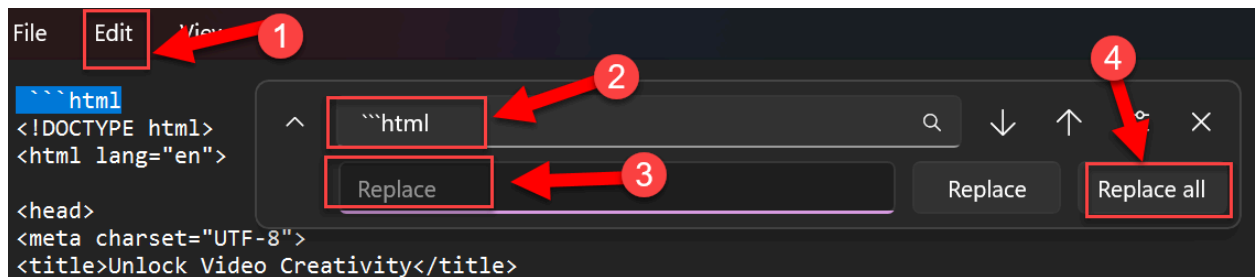 File Edit View 1
2
4
```html
```html
<!DOCTYPE html>
<html lang="en">
3
Replace Replace Replace all
<head>
<meta charset="UTF-8">
<title>Unlock Video Creativity</title>